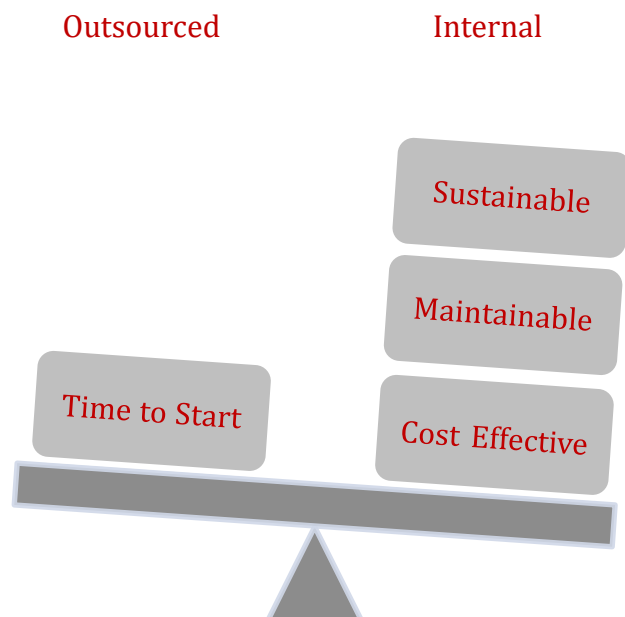 Outsourced
Internal
Sustainable
Maintainable
Time to Start
Cost Effective